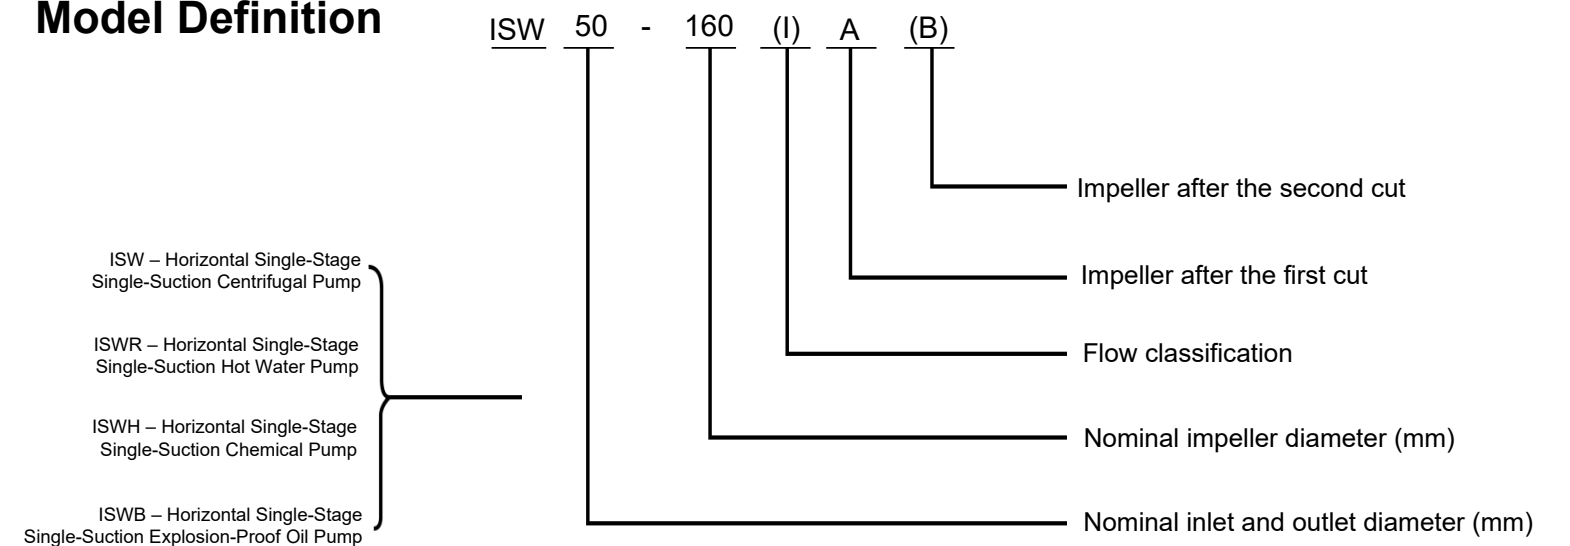 Model Definition
ISW 50 - 160 (I) A (B)
Impeller after the second cut
Impeller after the first cut
Flow classification
Nominal impeller diameter (mm)
Nominal inlet and outlet diameter (mm)
ISW – Horizontal Single-Stage
Single-Suction Centrifugal Pump
ISWR – Horizontal Single-Stage
Single-Suction Hot Water Pump
ISWH – Horizontal Single-Stage
Single-Suction Chemical Pump
ISWB – Horizontal Single-Stage
Single-Suction Explosion-Proof Oil Pump